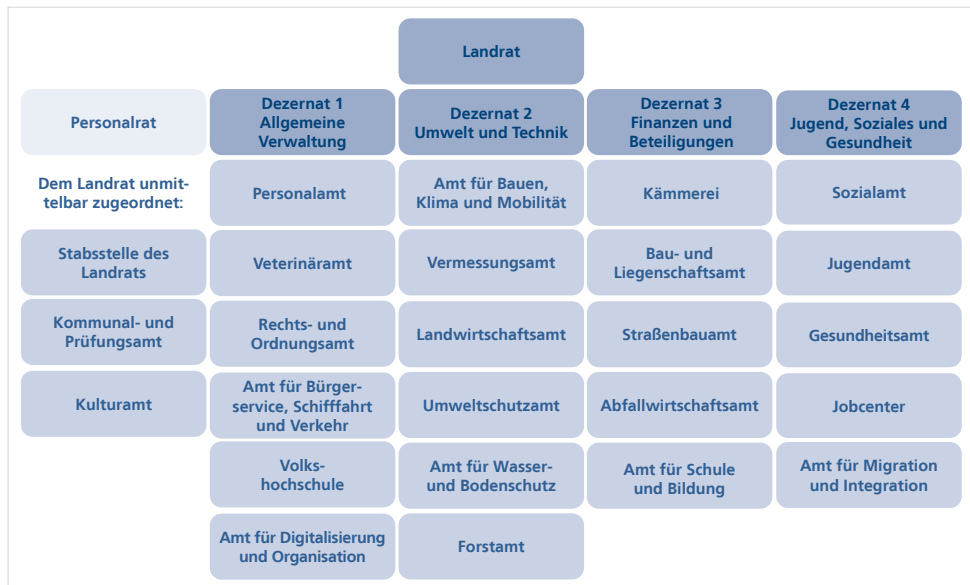 Landrat
Personalrat
Dezernat 1
Allgemeine
Verwaltung
Dezernat 2
Umwelt und Technik
Dezernat 3
Finanzen und
Beteiligungen
Dezernat 4
Jugend, Soziales und
Gesundheit
Dem Landrat unmit-
telbar zugeordnet:
Personalamt
Amt für Bauen,
Klima und Mobilität
Kämmerei
Sozialamt
Stabsstelle des
Landrats
Veterinäramt
Vermessungsamt
Bau- und
Liegenschaftsamt
Jugendamt
Kommunal- und
Prüfungsamt
Rechts- und
Ordnungsamt
Landwirtschaftsamt
Straßenbauamt
Gesundheitsamt
Kulturamt
Amt für Bürger-
service, Schifffahrt
und Verkehr
Umweltschutzamt
Abfallwirtschaftsamt
Jobcenter
Volks-
hochschule
Amt für Wasser-
und Bodenschutz
Amt für Schule
und Bildung
Amt für Migration
und Integration
Amt für Digitalisierung
und Organisation
Forstamt